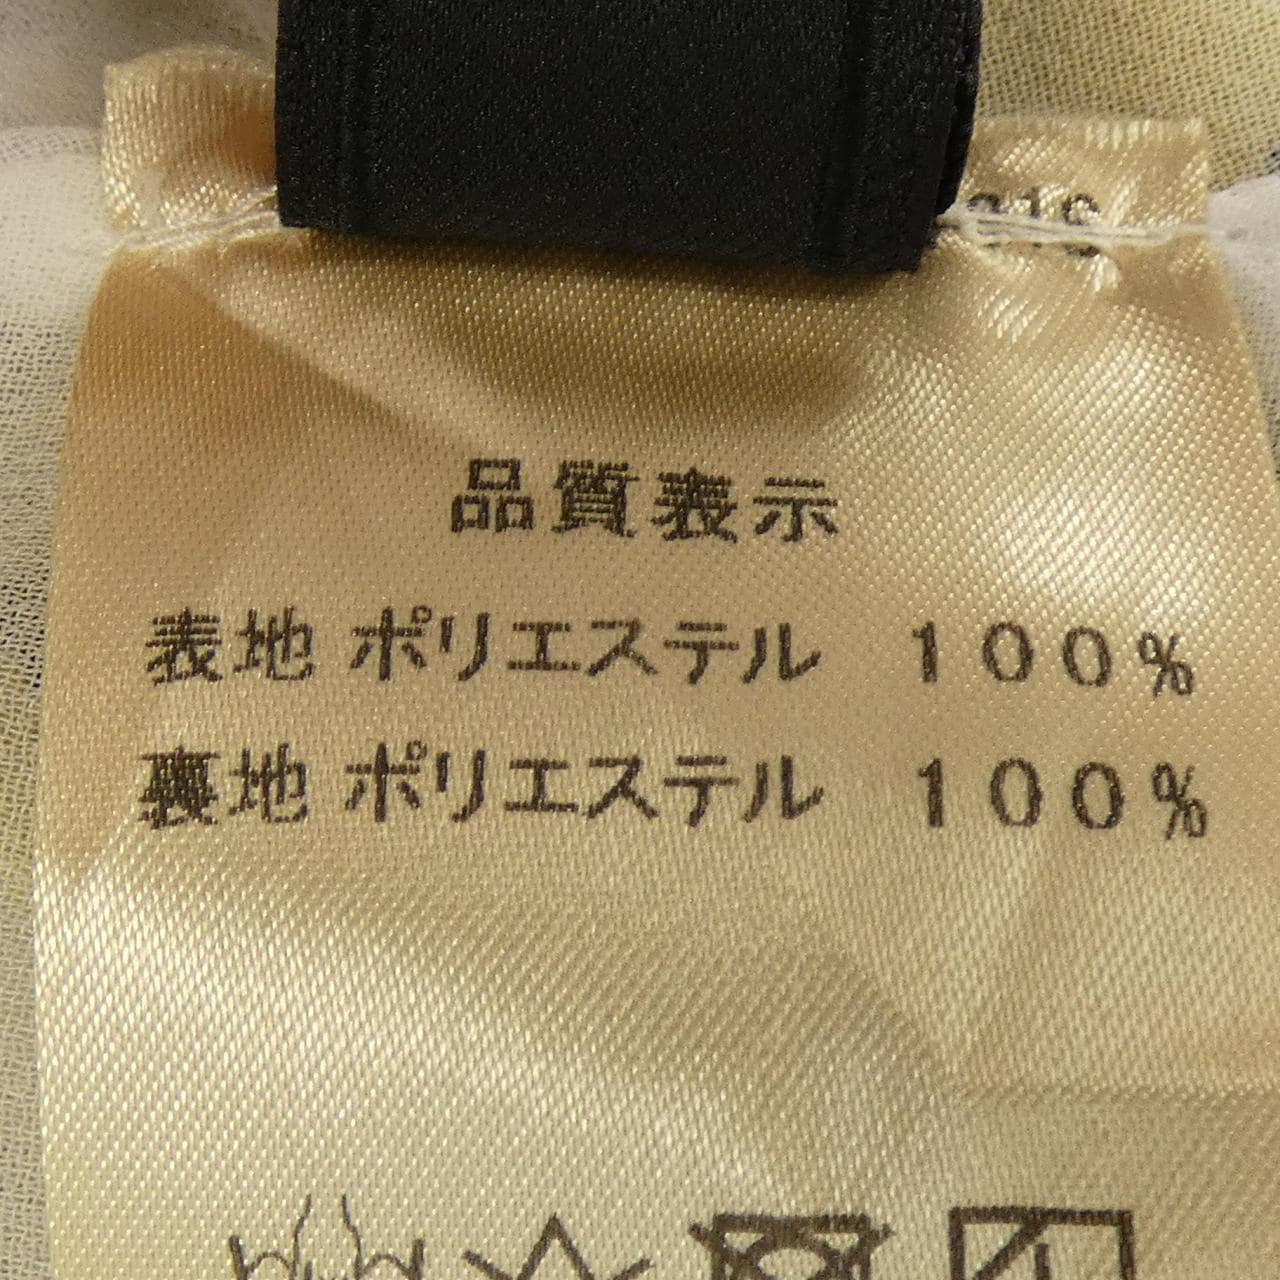 品質表示
表地 ポリエステル 100%
裏地 ポリエステル 100%